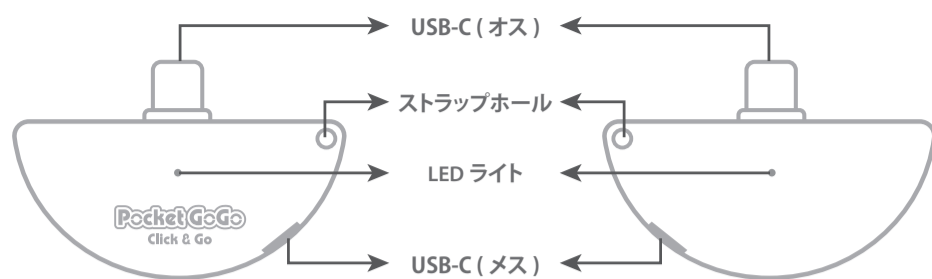 USB-C ( オス )
ストラップホール
LED ライト
Pocket GoGo
Click & Go
USB-C ( メス )